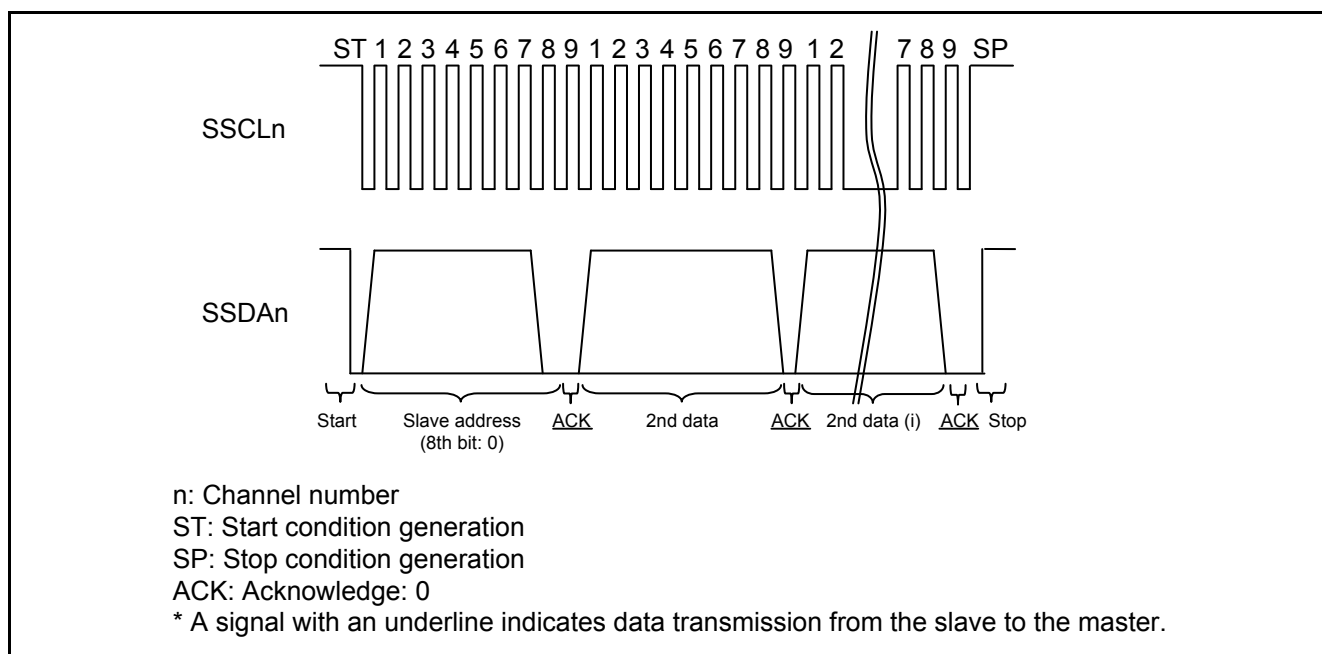 ST 1 2 3 4 5 6 7 8 9 1 2 3 4 5 6 7 8 9 1 2 7 8 9 SP
SSCLn
SSDAn
Start Slave address ACK 2nd data ACK 2nd data (i) ACK Stop
(8th bit: 0)
n: Channel number
ST: Start condition generation
SP: Stop condition generation
ACK: Acknowledge: 0
* A signal with an underline indicates data transmission from the slave to the master.